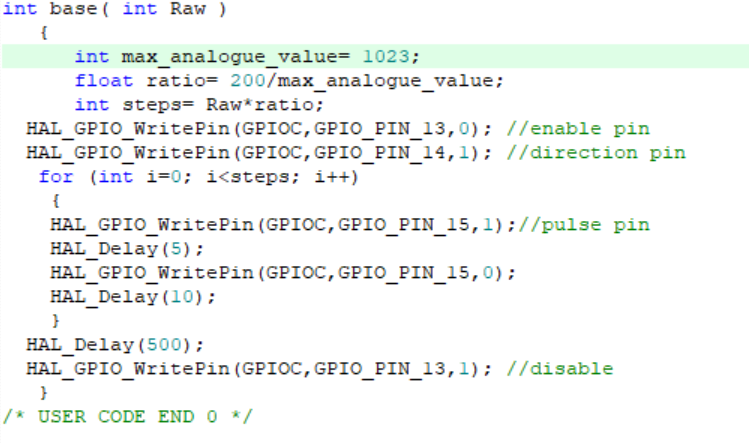 int base( int Raw )
{
int max_analogue_value= 1023;
float ratio= 200/max_analogue_value;
int steps= Raw*ratio;
HAL_GPIO_WritePin(GPIOC,GPIO_PIN_13,0); //enable pin
HAL_GPIO_WritePin(GPIOC,GPIO_PIN_14,1); //direction pin
for (int i=0; i<steps; i++)
{
HAL_GPIO_WritePin(GPIOC,GPIO_PIN_15,1);//pulse pin
HAL_Delay(5);
HAL_GPIO_WritePin(GPIOC,GPIO_PIN_15,0);
HAL_Delay(10);
}
HAL_Delay(500);
HAL_GPIO_WritePin(GPIOC,GPIO_PIN_13,1); //disable
}
/* USER CODE END 0 */